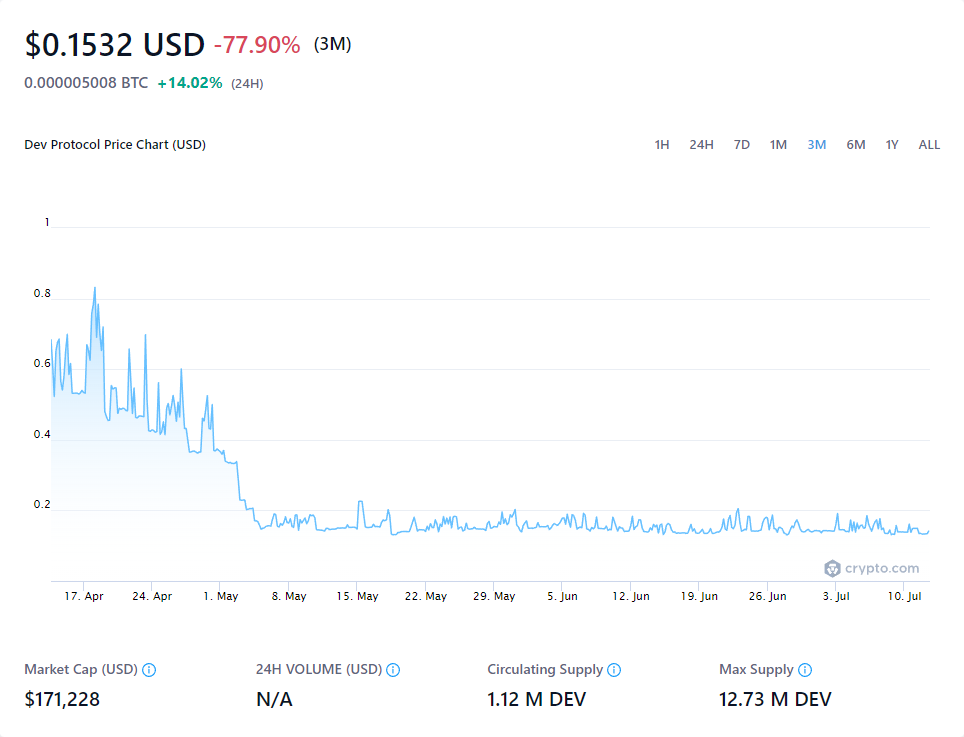 $0.1532 USD -77.90% (3M)
0.000005008 BTC +14.02% (24H)
Dev Protocol Price Chart (USD) 1H 24H 7D 1M 3M 6M 1Y ALL
1
0.8
0.6
0.4
0.2
crypto.com
17. Apr 24. Apr 1. May 8. May 15. May 22. May 29. May 5. Jun 12. Jun 19. Jun 26. Jun 3. Jul 10. Jul
Market Cap (USD) 24H VOLUME (USD) Circulating Supply Max Supply
$171,228 N/A 1.12 M DEV 12.73 M DEV